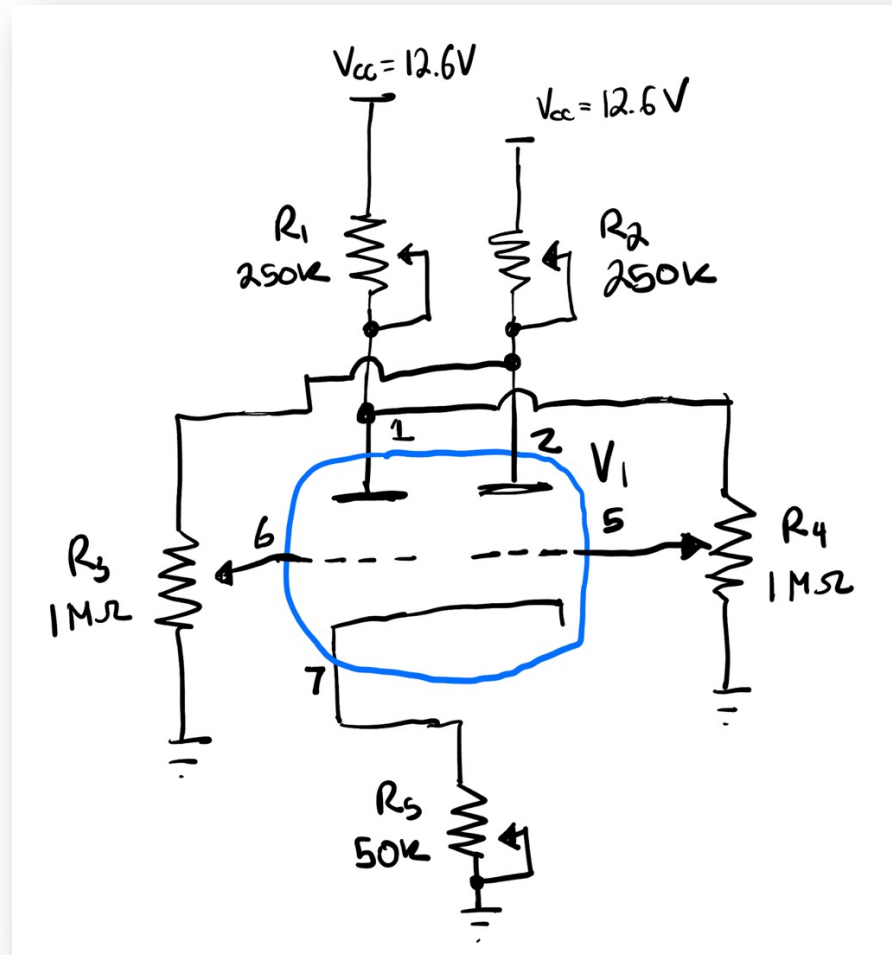 Vcc = 12.6V
Vcc = 12.6V
R1
250K
R2
250K
1
2
V1
6
5
R3
1MΩ
R4
1MΩ
7
R5
50K